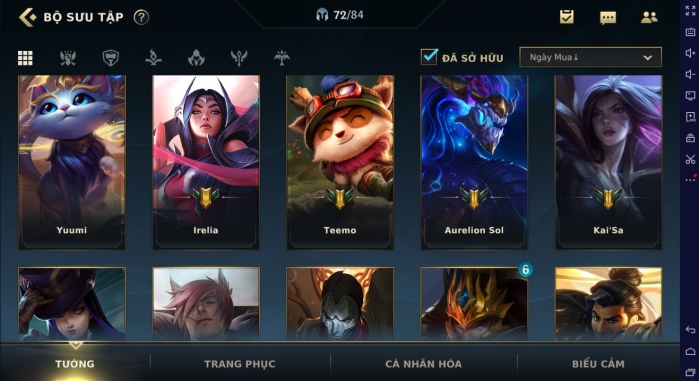 BỘ SƯU TẬP ?
72/84
ĐÃ SỞ HỮU
Ngày Mua↓
Yuumi
Irelia
Teemo
Aurelion Sol
Kai'Sa
6
TƯỚNG
TRANG PHỤC
CÁ NHÂN HÓA
BIỂU CẢM